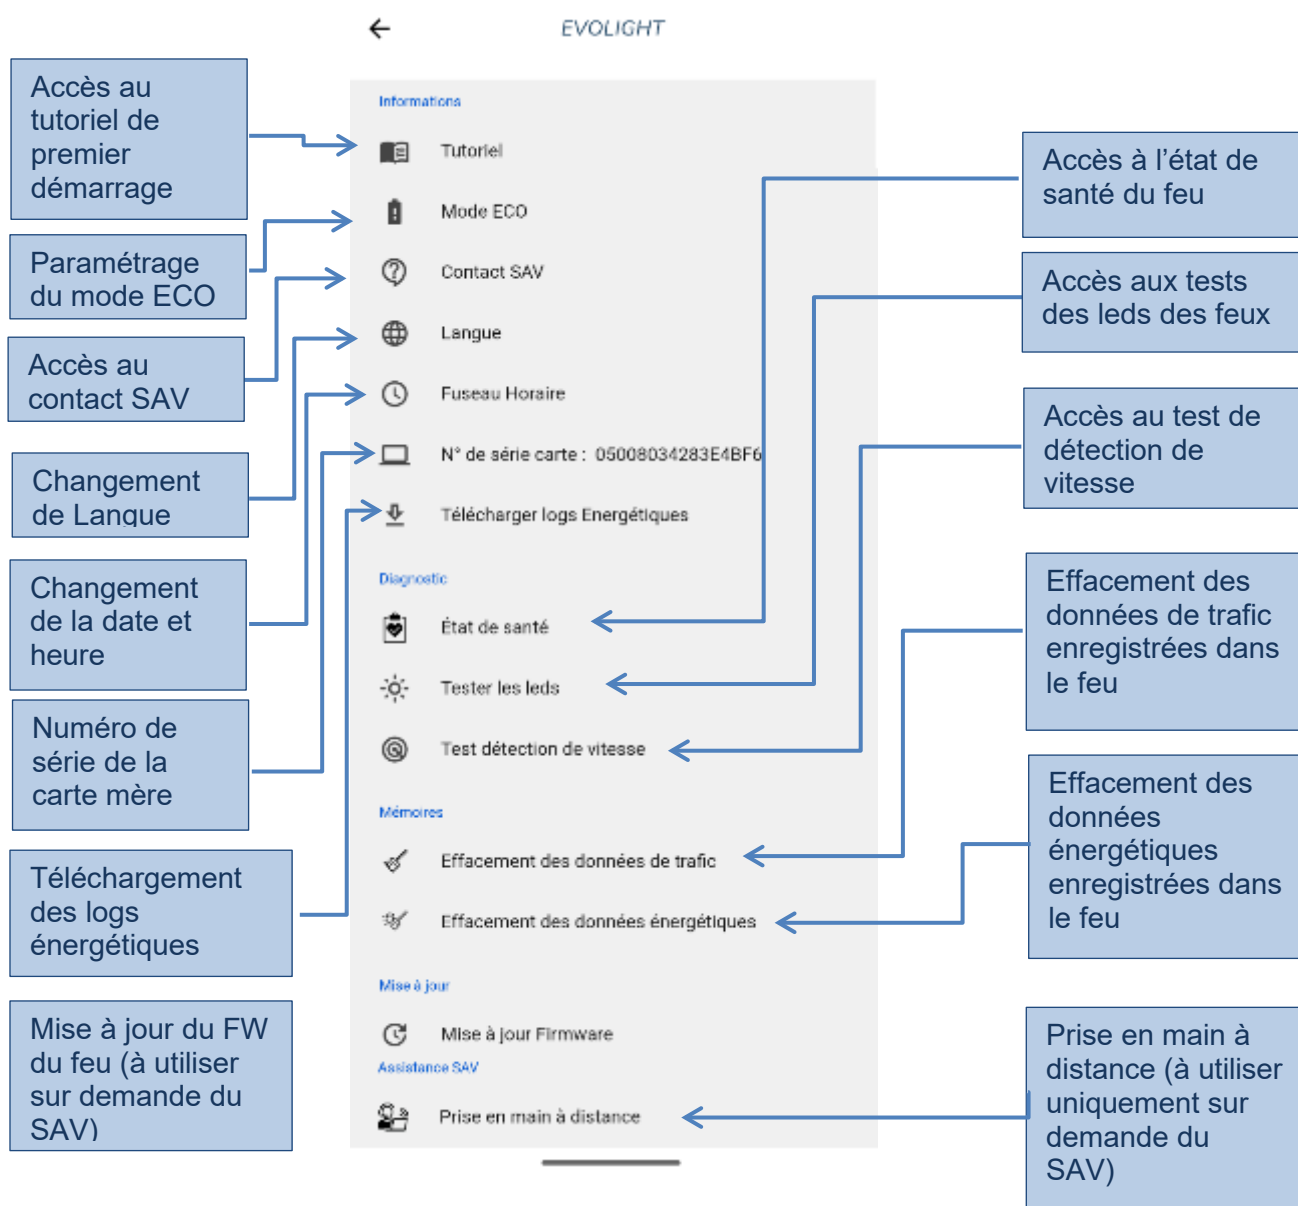 EVOLIGHT
Accès au
tutoriel de
premier
démarrage
Paramétrage
du mode ECO
Accès au
contact SAV
Changement
de Langue
Changement
de la date et
heure
Numéro de
série de la
carte mère
Téléchargement
des logs
énergétiques
Mise à jour du FW
du feu (à utiliser
sur demande du
SAV)
Informations
Tutoriel
Mode ECO
Contact SAV
Langue
Fuseau Horaire
N° de série carte : 05008034283E4BF6
Télécharger logs Energétiques
Diagnostic
État de santé
Tester les leds
Test détection de vitesse
Mémoires
Effacement des données de trafic
Effacement des données énergétiques
Mise à jour
Mise à jour Firmware
Assistance SAV
Prise en main à distance
Accès à l’état de
santé du feu
Accès aux tests
des leds des feux
Accès au test de
détection de
vitesse
Effacement des
données de trafic
enregistrées dans
le feu
Effacement des
données
énergétiques
enregistrées dans
le feu
Prise en main à
distance (à utiliser
uniquement sur
demande du
SAV)